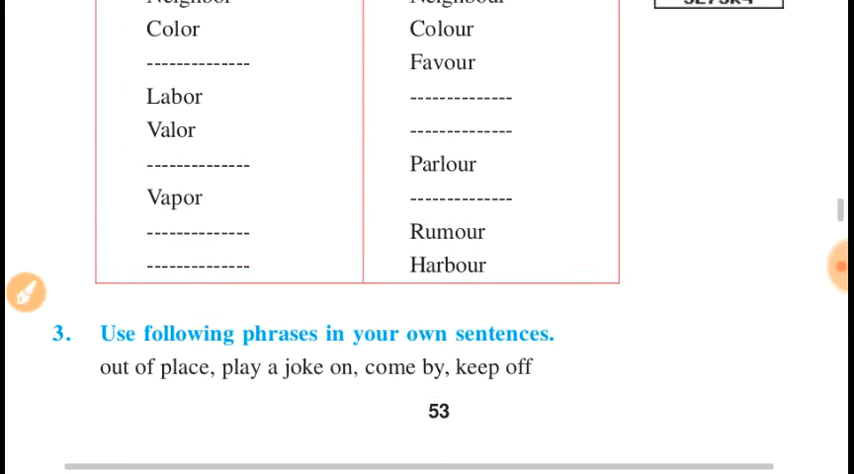 Color Colour
-------------- Favour
Labor --------------
Valor --------------
-------------- Parlour
Vapor --------------
-------------- Rumour
-------------- Harbour
3. Use following phrases in your own sentences.
out of place, play a joke on, come by, keep off
53